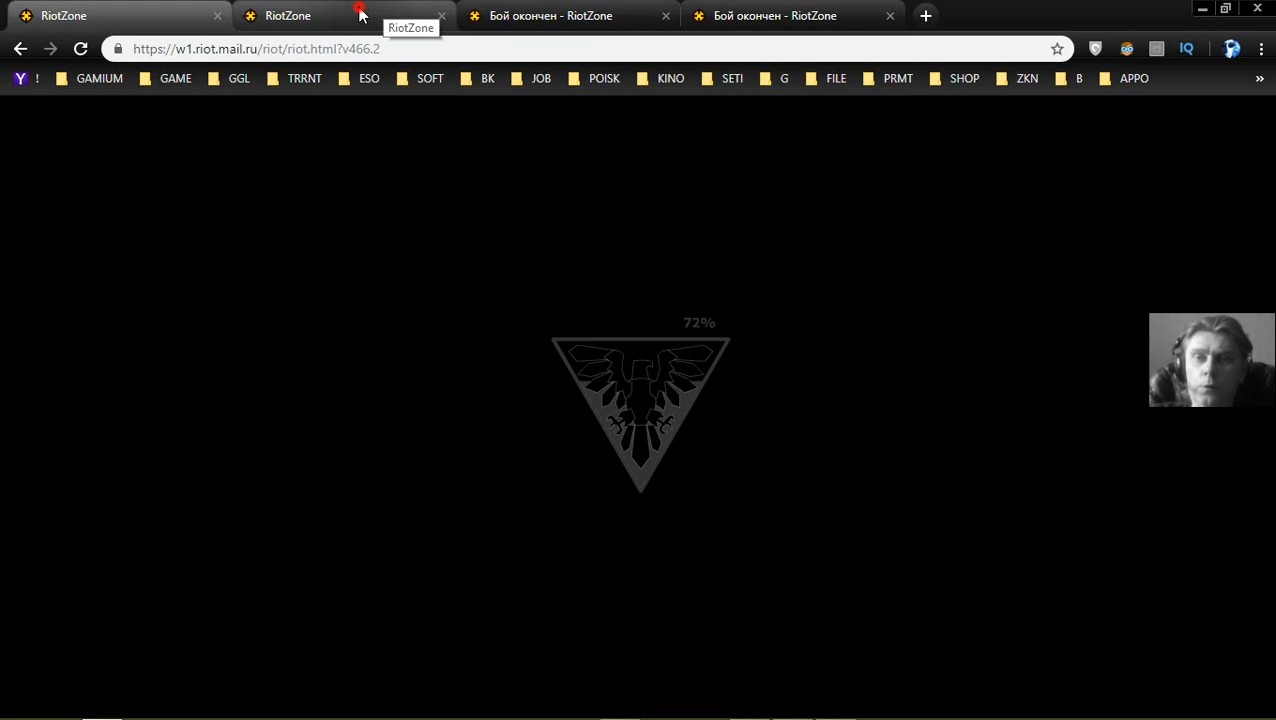 RiotZone
RiotZone
Бой окончен - RiotZone
Бой окончен - RiotZone
RiotZone
https://w1.riot.mail.ru/riot/riot.html?v466.2
IQ
Y ! GAMIUM GAME GGL TRRNT ESO SOFT BK JOB POISK KINO SETI G FILE PRMT SHOP ZKN B APPO »
72%